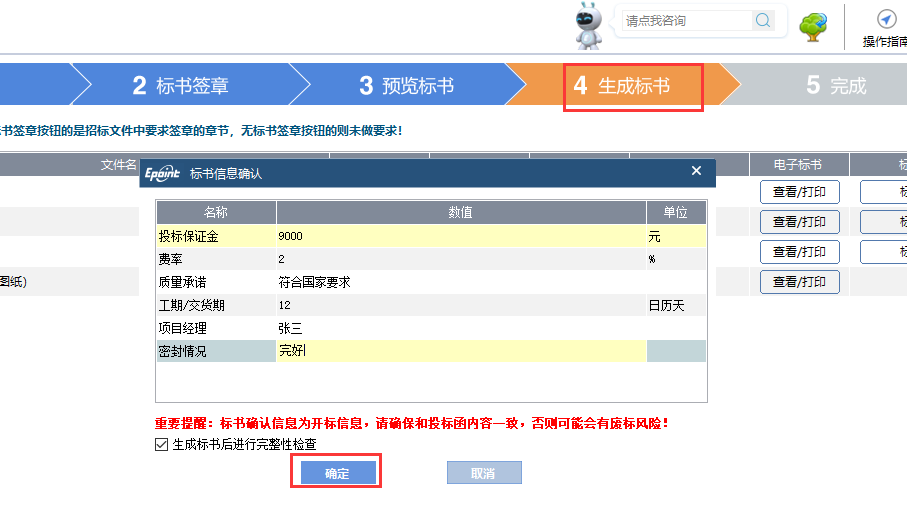 请点我咨询
操作指南
2 标书签章
3 预览标书
4 生成标书
5 完成
标书签章按钮的是招标文件中要求签章的章节，无标书签章按钮的则未做要求！
文件名
电子标书
标
Epoint 标书信息确认
查看/打印
标
名称 数值 单位
查看/打印
标
投标保证金 9000 元
查看/打印
标
费率 2 %
图纸)
质量承诺 符合国家要求
查看/打印
工期/交货期 12 日历天
项目经理 张三
密封情况 完好
重要提醒：标书确认信息为开标信息，请确保和投标函内容一致，否则可能会有废标风险！
生成标书后进行完整性检查
确定
取消